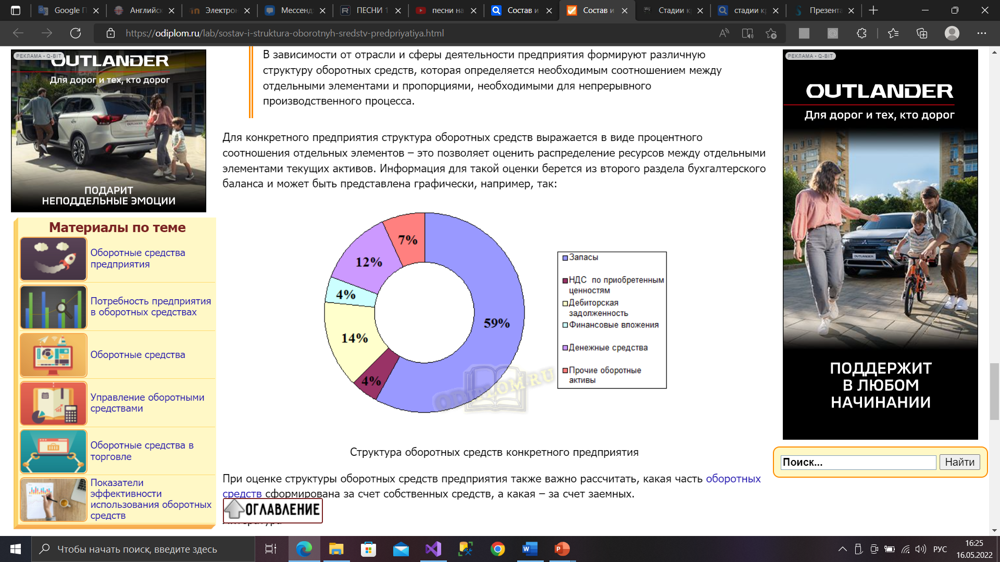 Google П
Английск
Электрон
Мессенд
ПЕСНИ 1
песни на
Состав и
Состав и
Стадии к
стадии к
Презента
https://odiplom.ru/lab/sostav-i-struktura-oborotnyh-sredstv-predpriyatiya.html
РЕКЛАМА • Q-BIT
OUTLANDER
Для дорог и тех, кто дорог
OUTLANDER
ПОДАРИТ
НЕПОДДЕЛЬНЫЕ ЭМОЦИИ
Материалы по теме
Оборотные средства
предприятия
Потребность предприятия
в оборотных средствах
Оборотные средства
Управление оборотными
средствами
Оборотные средства в
торговле
Показатели
эффективности
использования оборотных
средств
В зависимости от отрасли и сферы деятельности предприятия формируют различную
структуру оборотных средств, которая определяется необходимым соотношением между
отдельными элементами и пропорциями, необходимыми для непрерывного
производственного процесса.
Для конкретного предприятия структура оборотных средств выражается в виде процентного
соотношения отдельных элементов – это позволяет оценить распределение ресурсов между отдельными
элементами текущих активов. Информация для такой оценки берется из второго раздела бухгалтерского
баланса и может быть представлена графически, например, так:
7%
12%
4%
14%
4%
59%
ODIPLOM.RU
Запасы
НДС по приобретенным
ценностям
Дебиторская
задолженность
Финансовые вложения
Денежные средства
Прочие оборотные
активы
Структура оборотных средств конкретного предприятия
При оценке структуры оборотных средств предприятия также важно рассчитать, какая часть оборотных
средств сформирована за счет собственных средств, а какая – за счет заемных.
ОГЛАВЛЕНИЕ
РЕКЛАМА • Q-BIT
OUTLANDER
Для дорог и тех, кто дорог
OUTLANDER
ПОДДЕРЖИТ
В ЛЮБОМ
НАЧИНАНИИ
Поиск...
Найти
Чтобы начать поиск, введите здесь
РУС
16:25
16.05.2022